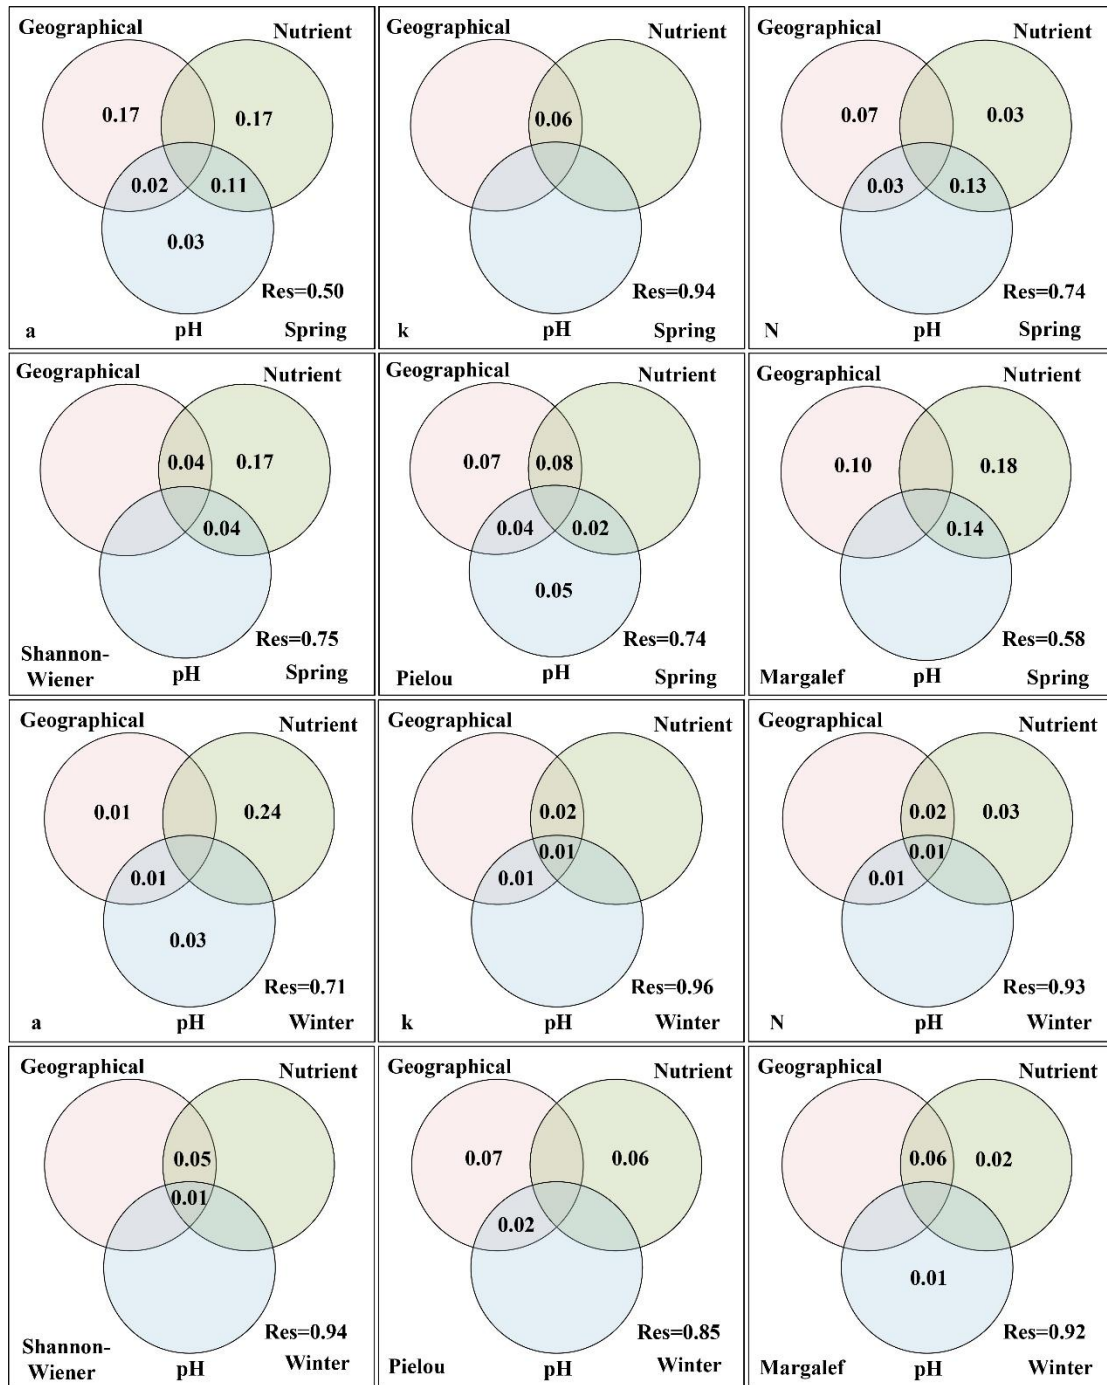 Geographical Nutrient
0.17 0.17
0.02 0.11
0.03
Res=0.50
a pH Spring
0.06
Res=0.94
k pH Spring
Geographical Nutrient
0.07 0.03
0.03 0.13
Res=0.74
N pH Spring
Geographical
Nutrient
0.04 0.17
0.04
Res=0.75
Shannon-
Wiener pH Spring
Geographical
Nutrient
0.07 0.08
0.04 0.02
0.05
Res=0.74
Pielou pH Spring
Geographical
Nutrient
0.10 0.18
0.14
Res=0.58
Margalef pH Spring
Geographical
Nutrient
0.01 0.24
0.01
0.03
Res=0.71
a pH Winter
0.02
0.01
0.01
Res=0.96
k pH Winter
Geographical
Nutrient
0.02 0.03
0.01
0.01
Res=0.93
N pH Winter
Geographical
Nutrient
0.05
0.01
Res=0.94
Shannon-
Wiener pH Winter
0.07 0.06
0.02
Res=0.85
Pielou pH Winter
Geographical
Nutrient
0.06 0.02
0.01
Res=0.92
Margalef pH Winter